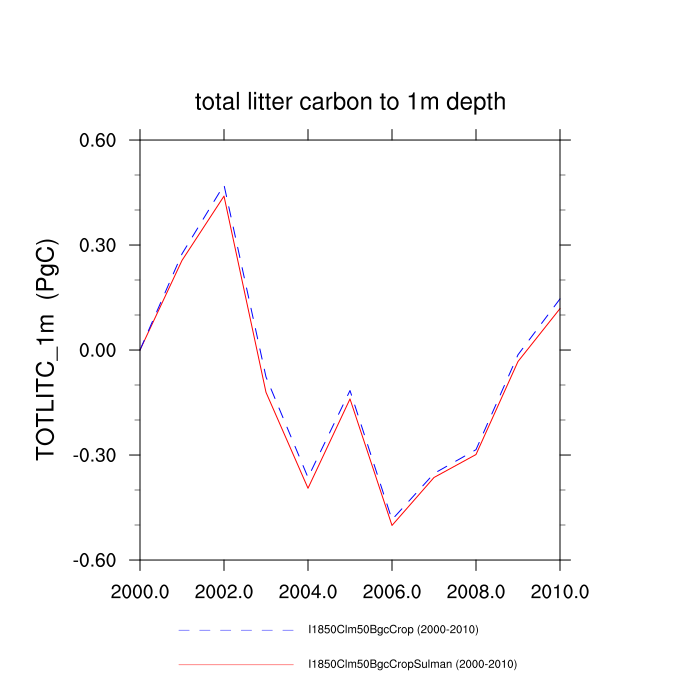 total litter carbon to 1m depth
TOTLITC_1m (PgC)
0.60
0.30
0.00
-0.30
-0.60
2000.0 2002.0 2004.0 2006.0 2008.0 2010.0
I1850Clm50BgcCrop (2000-2010)
I1850Clm50BgcCropSulman (2000-2010)